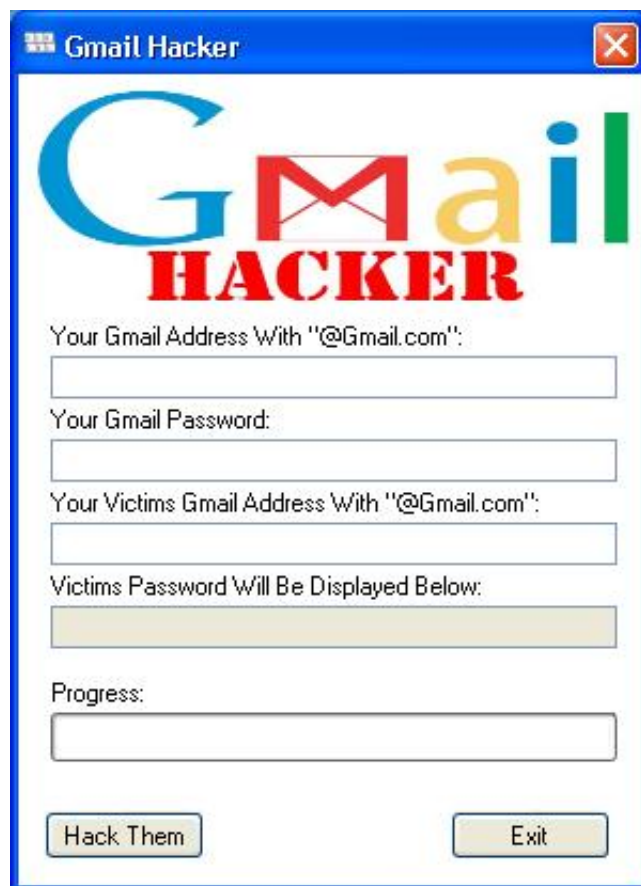 Gmail Hacker
Gmail
HACKER
Your Gmail Address With "@Gmail.com":
Your Gmail Password:
Your Victims Gmail Address With "@Gmail.com":
Victims Password Will Be Displayed Below:
Progress:
Hack Them
Exit